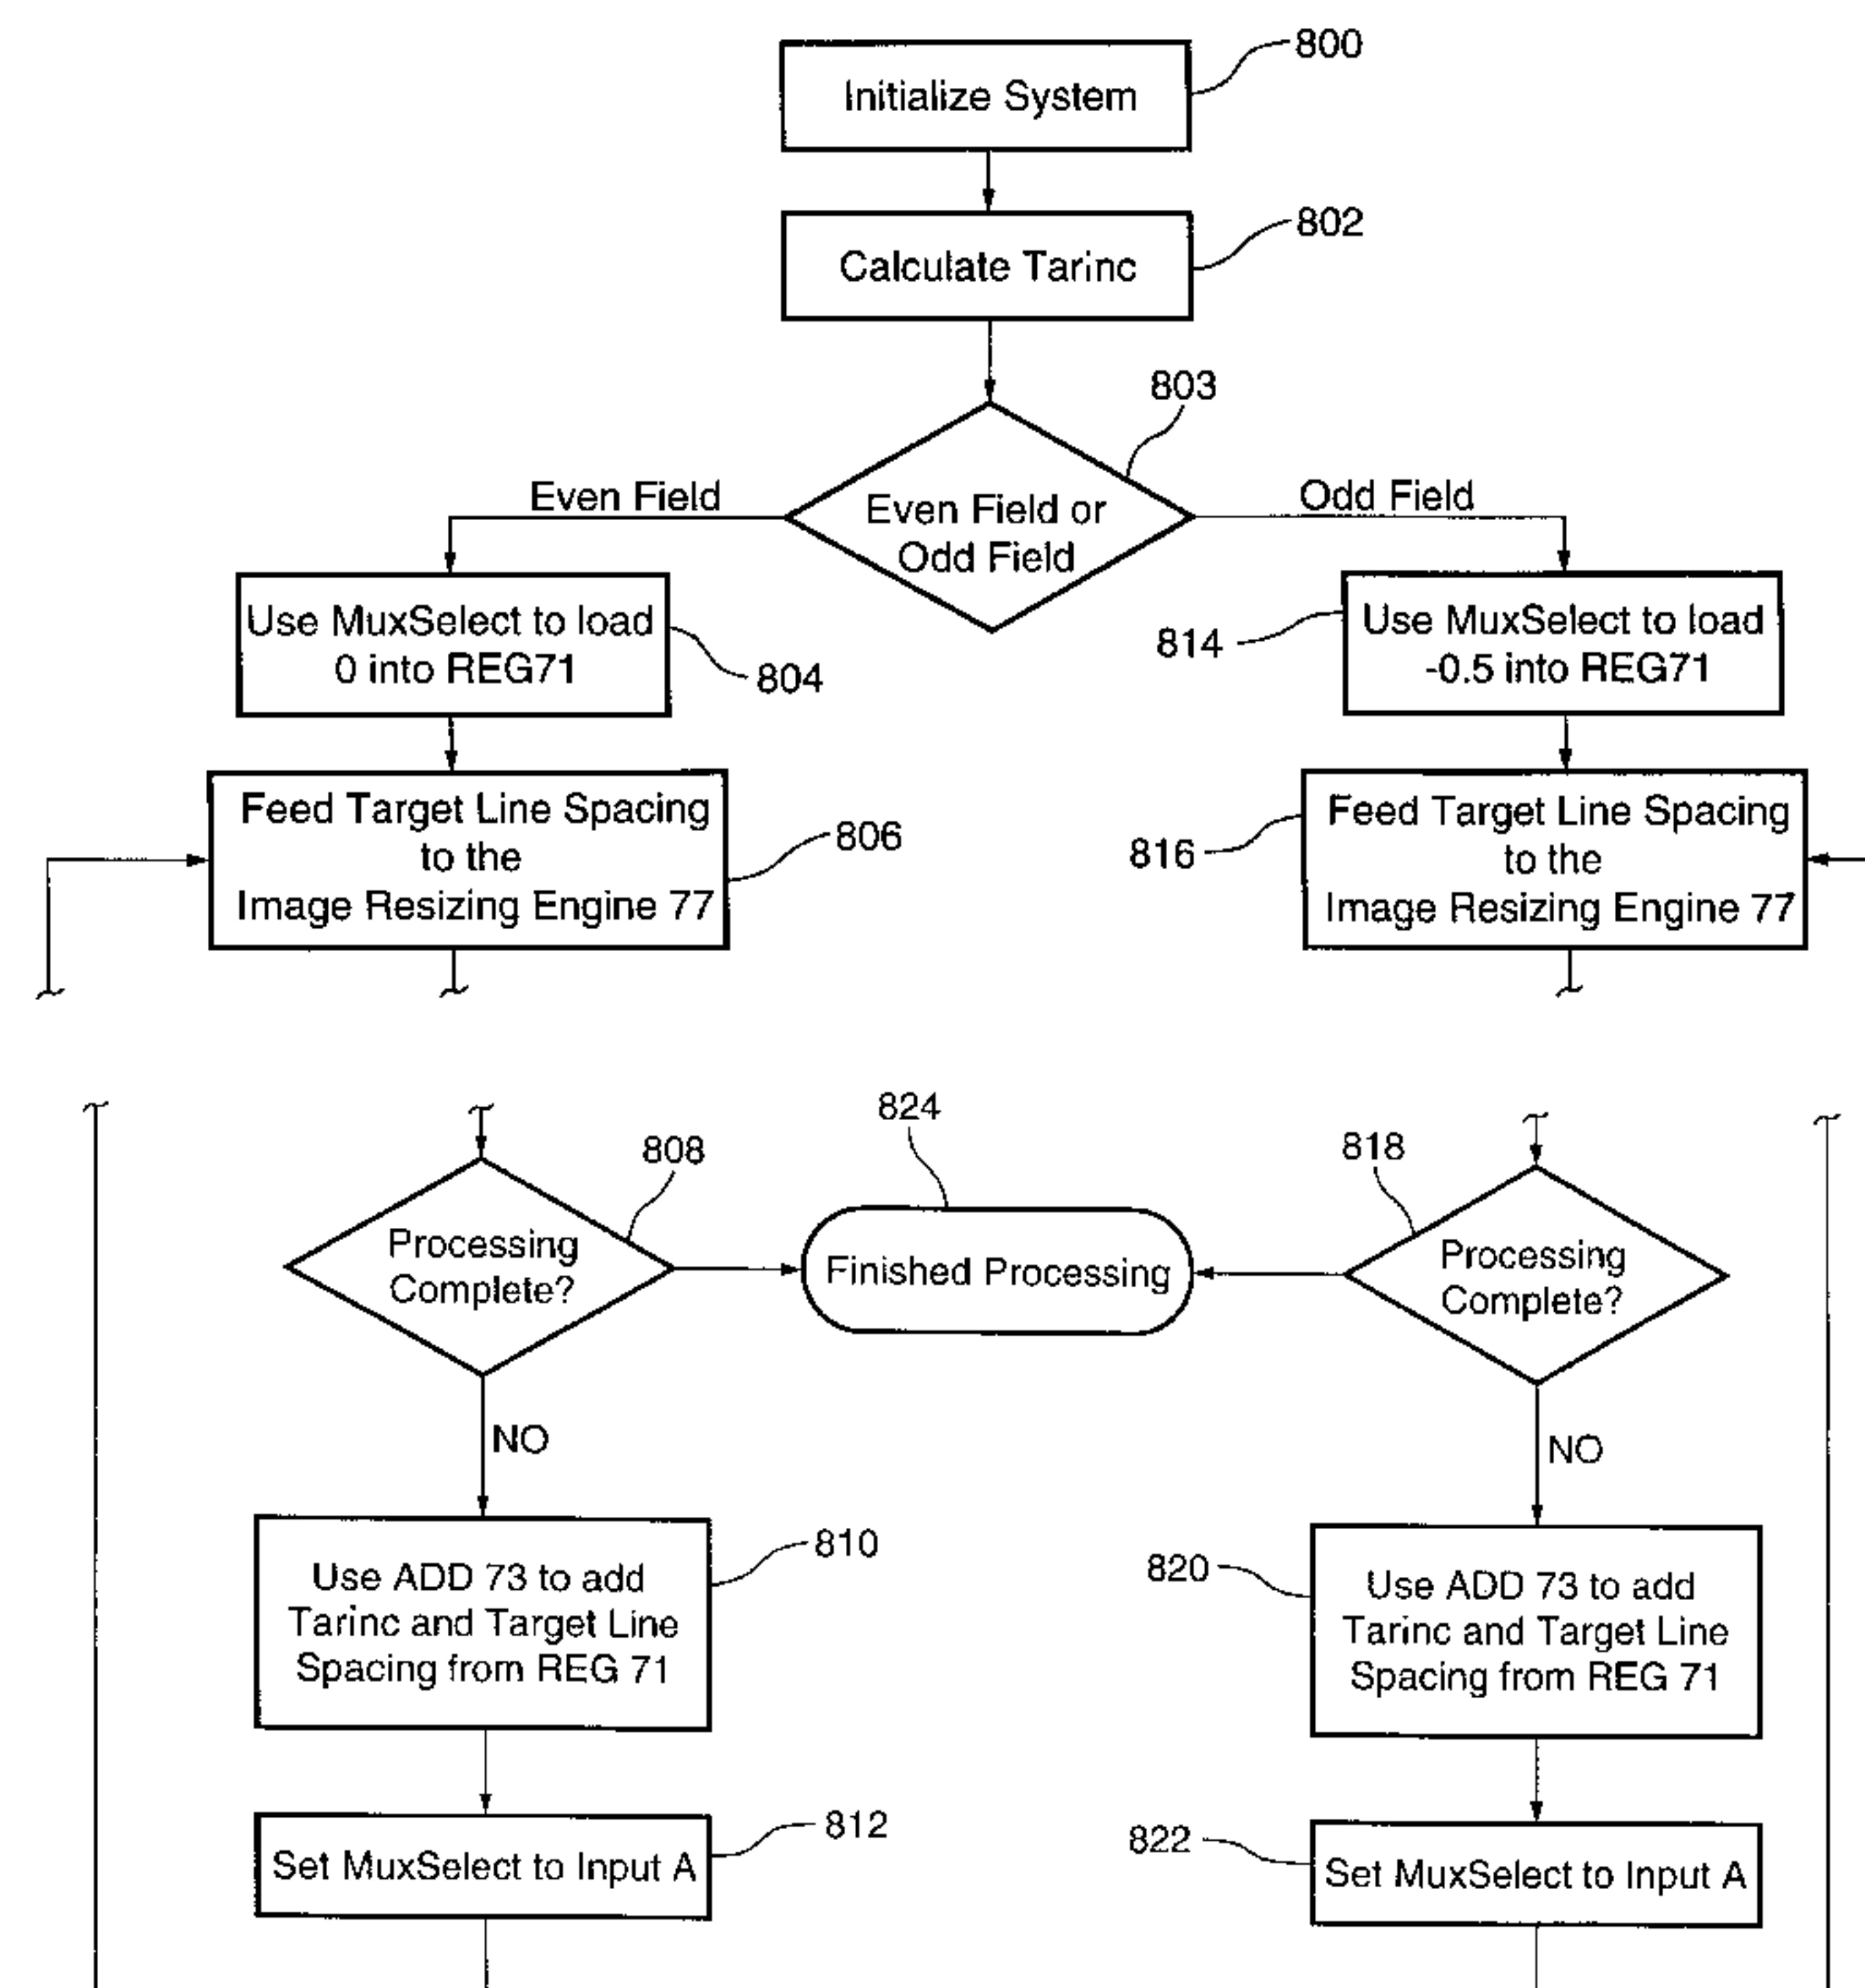 800
Initialize System
802
Calculate Tarinc
803
Even Field
Even Field or
Odd Field
Odd Field
Use MuxSelect to load
0 into REG71
804
814
Use MuxSelect to load
-0.5 into REG71
Feed Target Line Spacing
to the
Image Resizing Engine 77
806
816
Feed Target Line Spacing
to the
Image Resizing Engine 77
808
824
818
Processing
Complete?
Finished Processing
Processing
Complete?
NO
NO
810
Use ADD 73 to add
Tarinc and Target Line
Spacing from REG 71
820
Use ADD 73 to add
Tarinc and Target Line
Spacing from REG 71
812
Set MuxSelect to Input A
822
Set MuxSelect to Input A